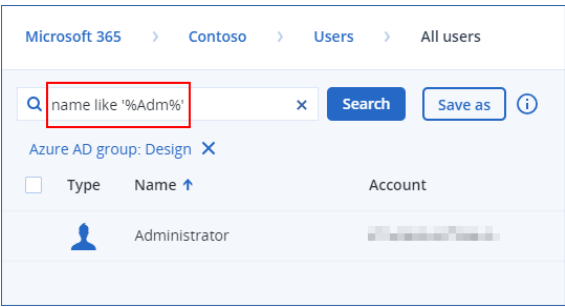 Microsoft 365 > Contoso > Users > All users
name like '%Adm%' × Search Save as i
Azure AD group: Design ×
Type Name ↑ Account
Administrator